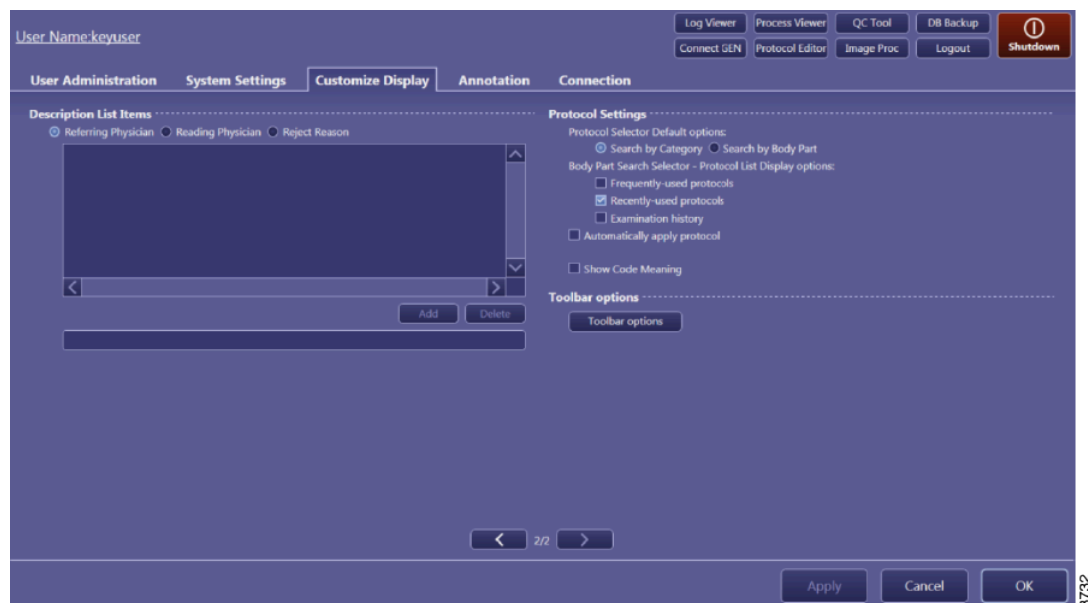 User Name:keyuser
Log Viewer
Process Viewer
QC Tool
DB Backup
Shutdown
Connect GEN
Protocol Editor
Image Proc
Logout
User Administration
System Settings
Customize Display
Annotation
Connection
Description List Items
Referring Physician
Reading Physician
Reject Reason
Add
Delete
Protocol Settings
Protocol Selector Default options:
Search by Category
Search by Body Part
Body Part Search Selector - Protocol List Display options:
Frequently-used protocols
Recently-used protocols
Examination history
Automatically apply protocol
Show Code Meaning
Toolbar options
Toolbar options
2/2
Apply
Cancel
OK